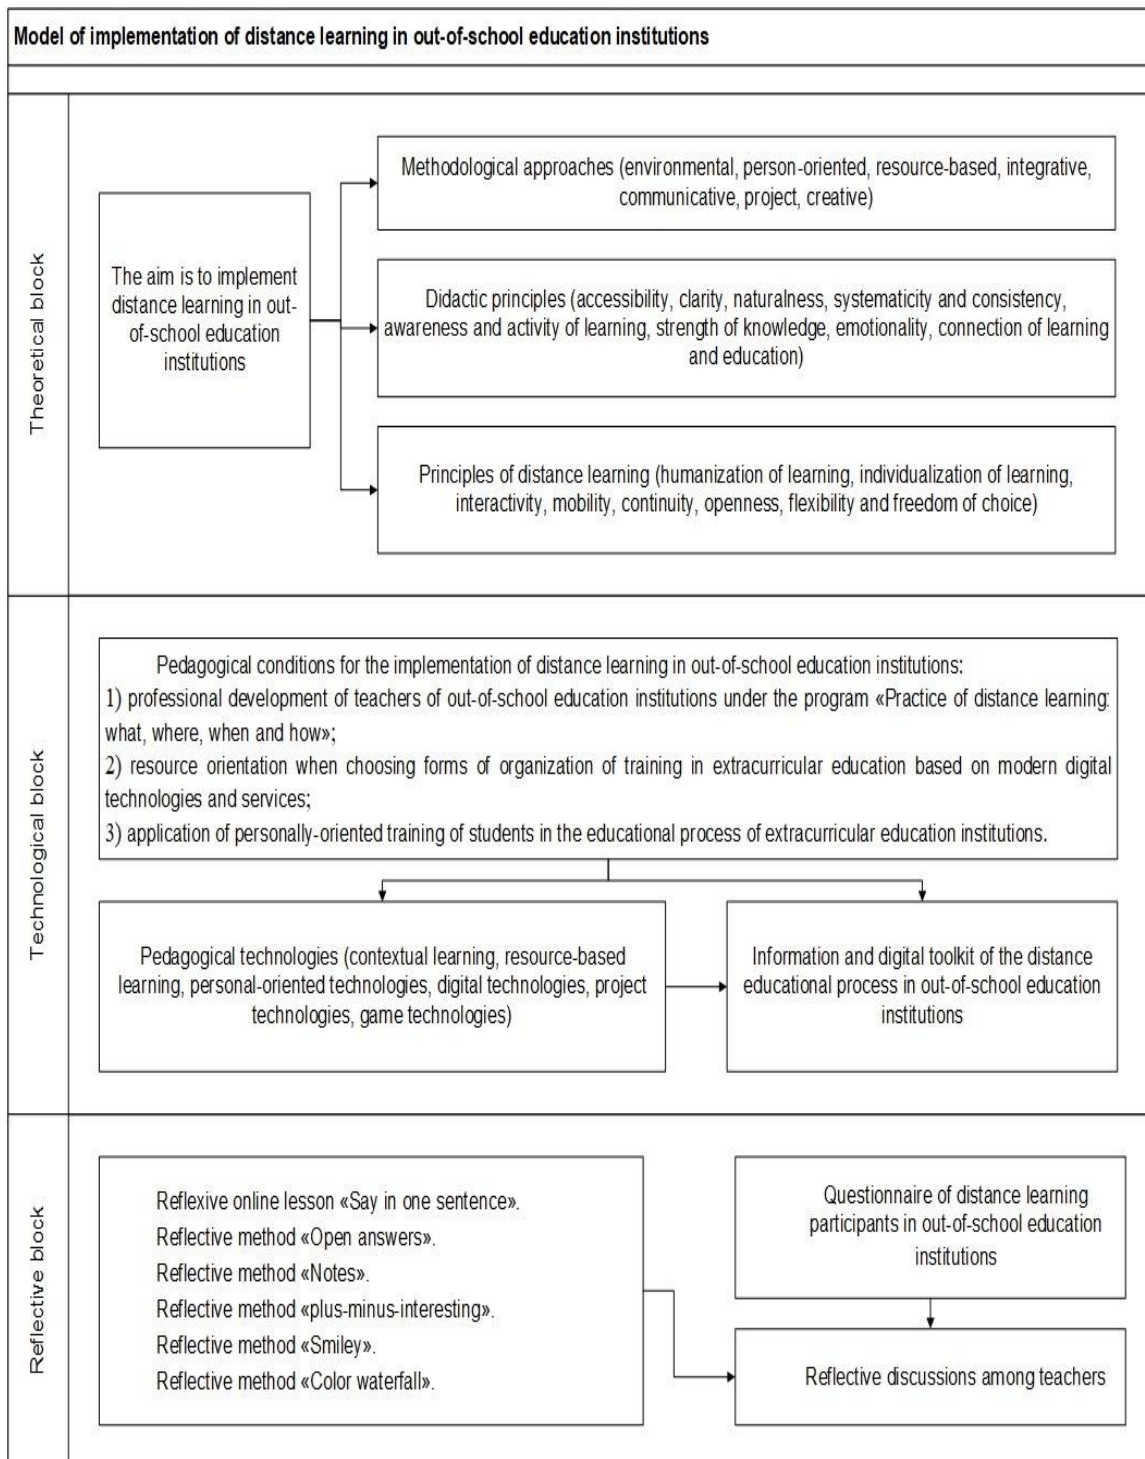 Model of implementation of distance learning in out-of-school education institutions
Theoretical block
The aim is to implement
distance learning in out-
of-school education
institutions
Methodological approaches (environmental, person-oriented, resource-based, integrative,
communicative, project, creative)
Didactic principles (accessibility, clarity, naturalness, systematicity and consistency,
awareness and activity of learning, strength of knowledge, emotionality, connection of learning
and education)
Principles of distance learning (humanization of learning, individualization of learning,
interactivity, mobility, continuity, openness, flexibility and freedom of choice)
Technological block
Pedagogical conditions for the implementation of distance learning in out-of-school education institutions:
1) professional development of teachers of out-of-school education institutions under the program «Practice of distance learning:
what, where, when and how»;
2) resource orientation when choosing forms of organization of training in extracurricular education based on modern digital
technologies and services;
3) application of personally-oriented training of students in the educational process of extracurricular education institutions.
Pedagogical technologies (contextual learning, resource-based
learning, personal-oriented technologies, digital technologies, project
technologies, game technologies)
Information and digital toolkit of the distance
educational process in out-of-school education
institutions
Reflective block
Reflexive online lesson «Say in one sentence».
Reflective method «Open answers».
Reflective method «Notes».
Reflective method «plus-minus-interesting».
Reflective method «Smiley».
Reflective method «Color waterfall».
Questionnaire of distance learning
participants in out-of-school education
institutions
Reflective discussions among teachers